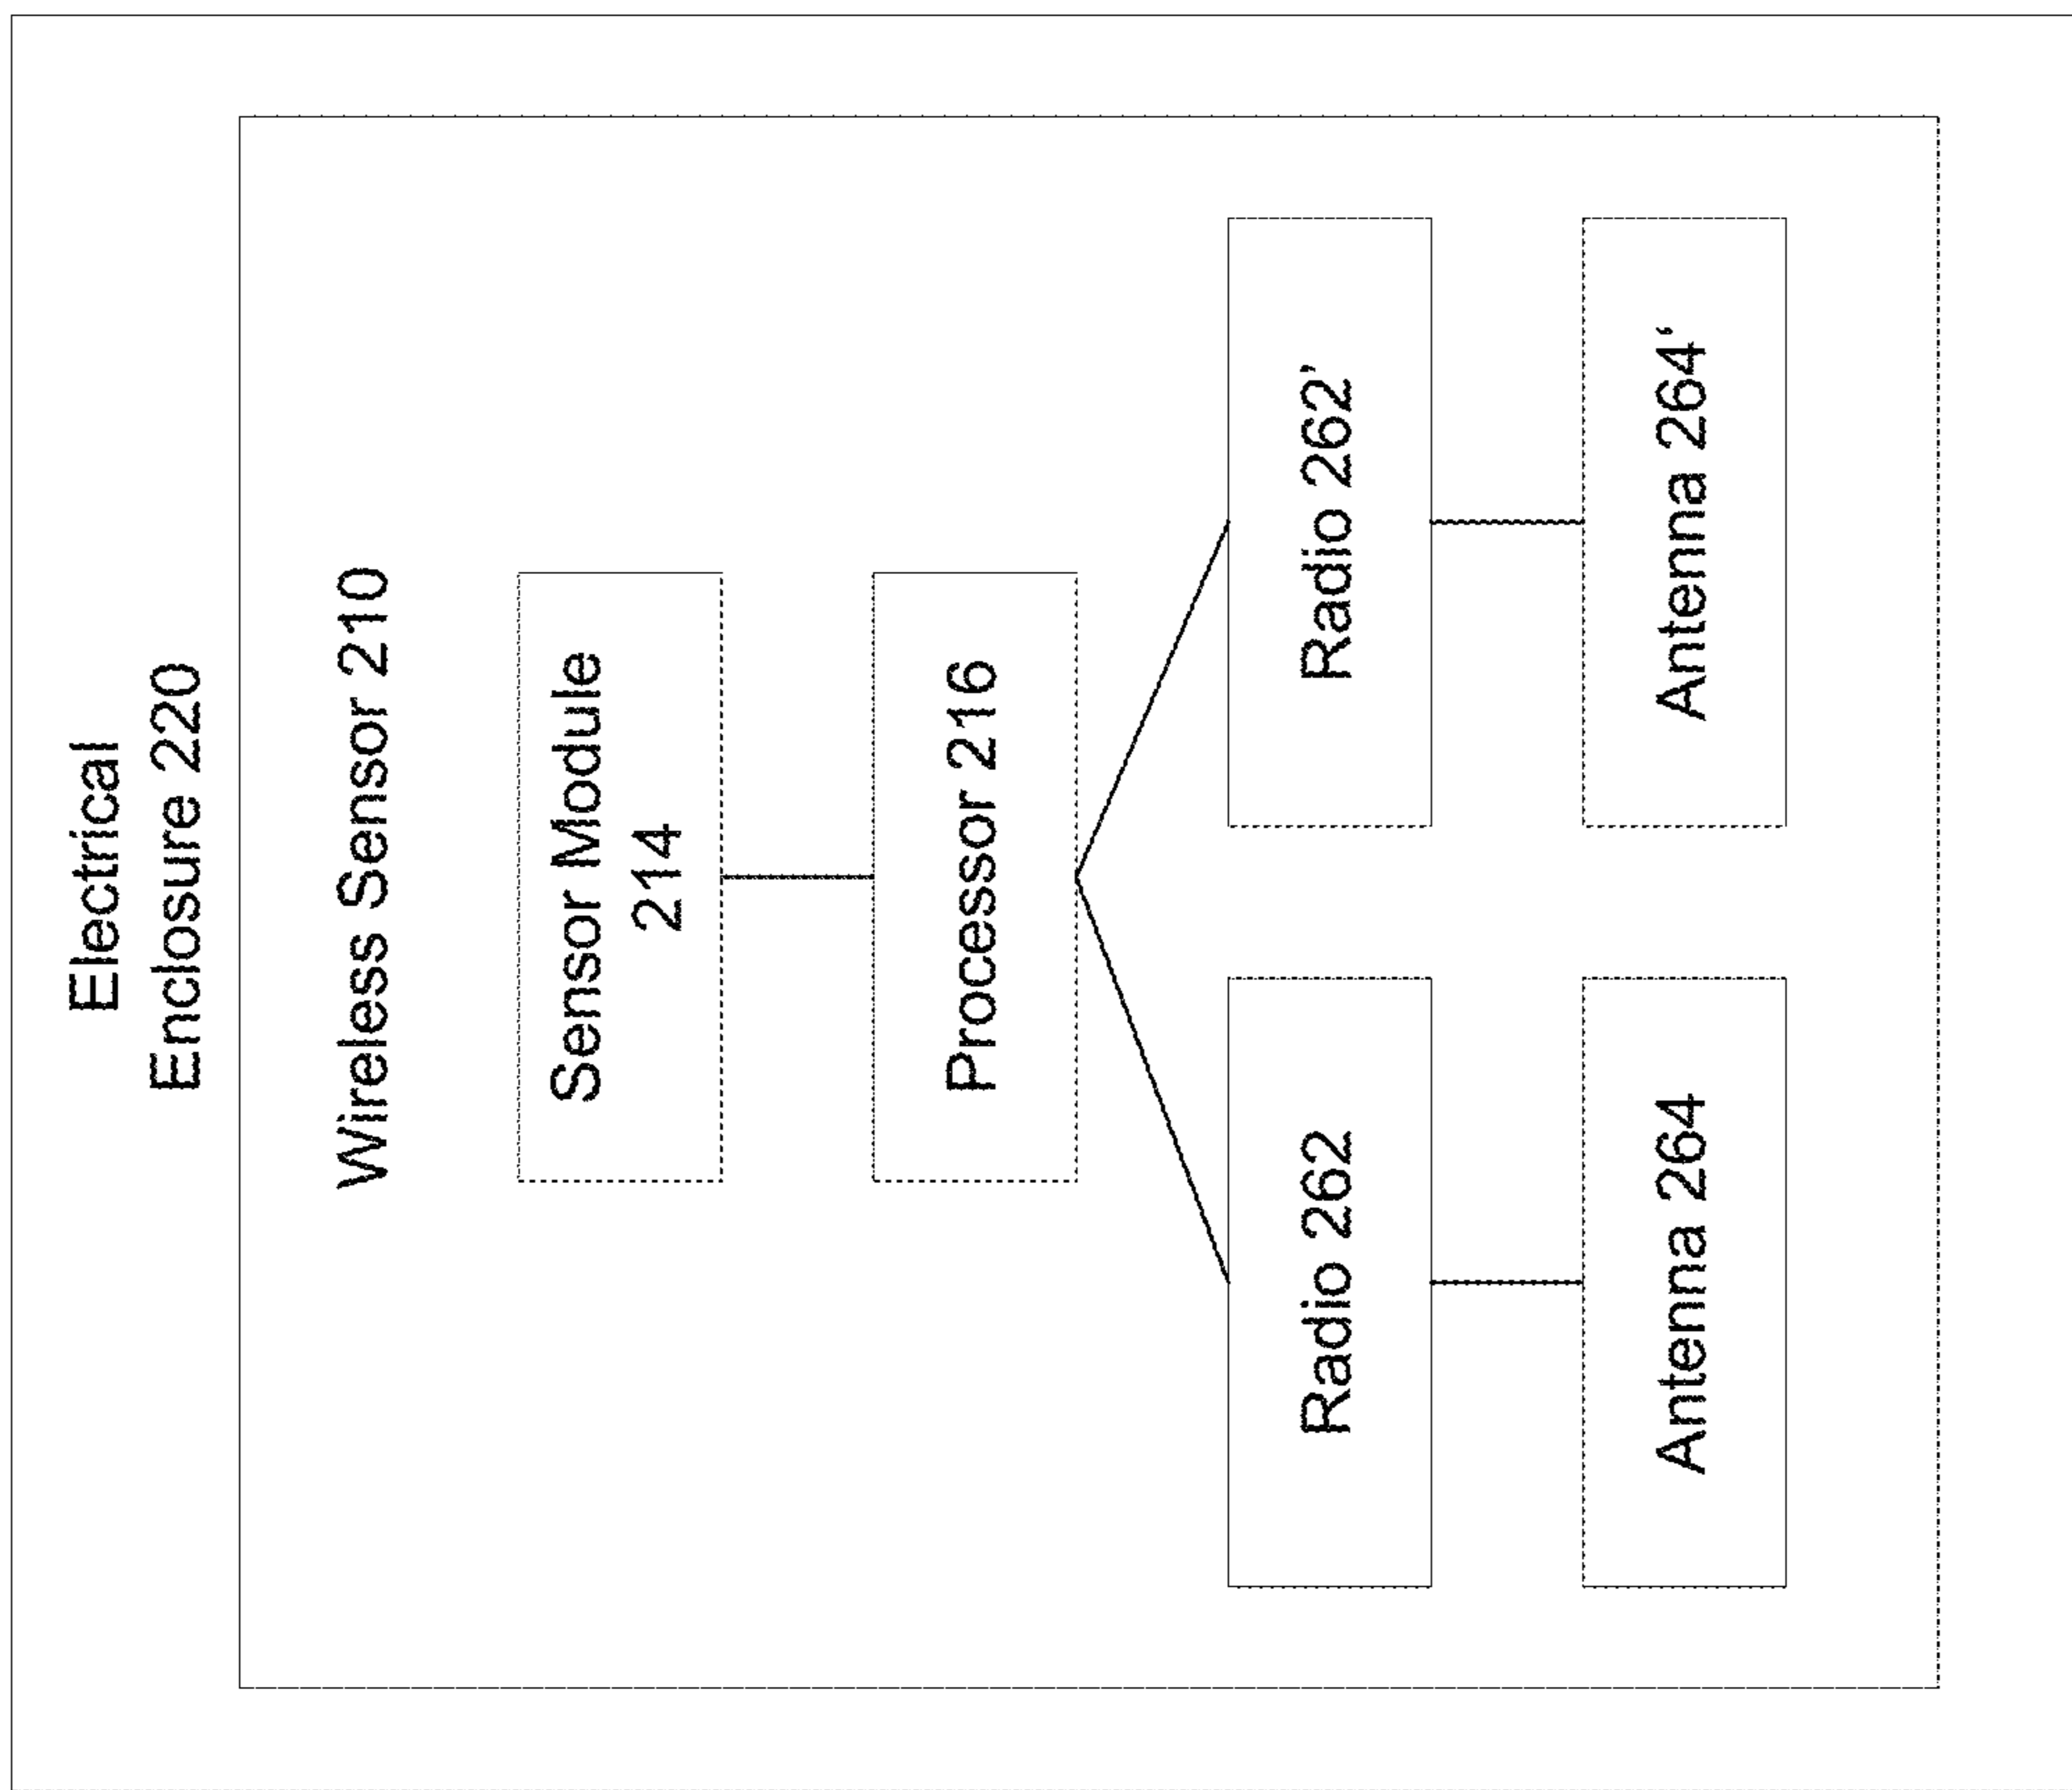 Electrical
Enclosure 220
Wireless Sensor 210
Sensor Module
214
Processor 216
Radio 262
Radio 262’
Antenna 264
Antenna 264‘